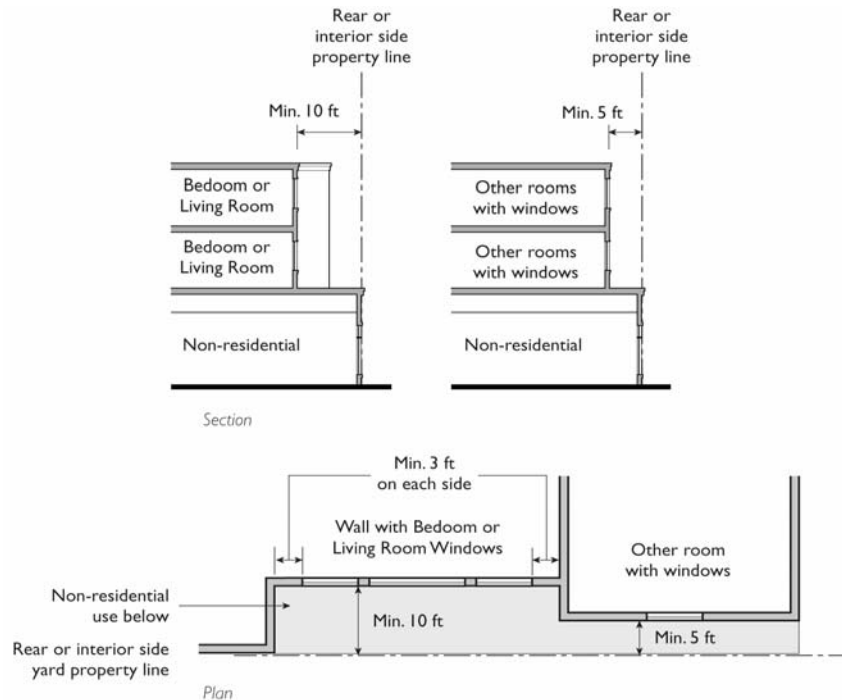 Rear or
interior side
property line
Min. 10 ft
Bedoom or
Living Room
Bedoom or
Living Room
Non-residential
Rear or
interior side
property line
Min. 5 ft
Other rooms
with windows
Other rooms
with windows
Non-residential
Section
Min. 3 ft
on each side
Wall with Bedoom or
Living Room Windows
Other room
with windows
Non-residential
use below
Min. 10 ft
Min. 5 ft
Rear or interior side
yard property line
Plan